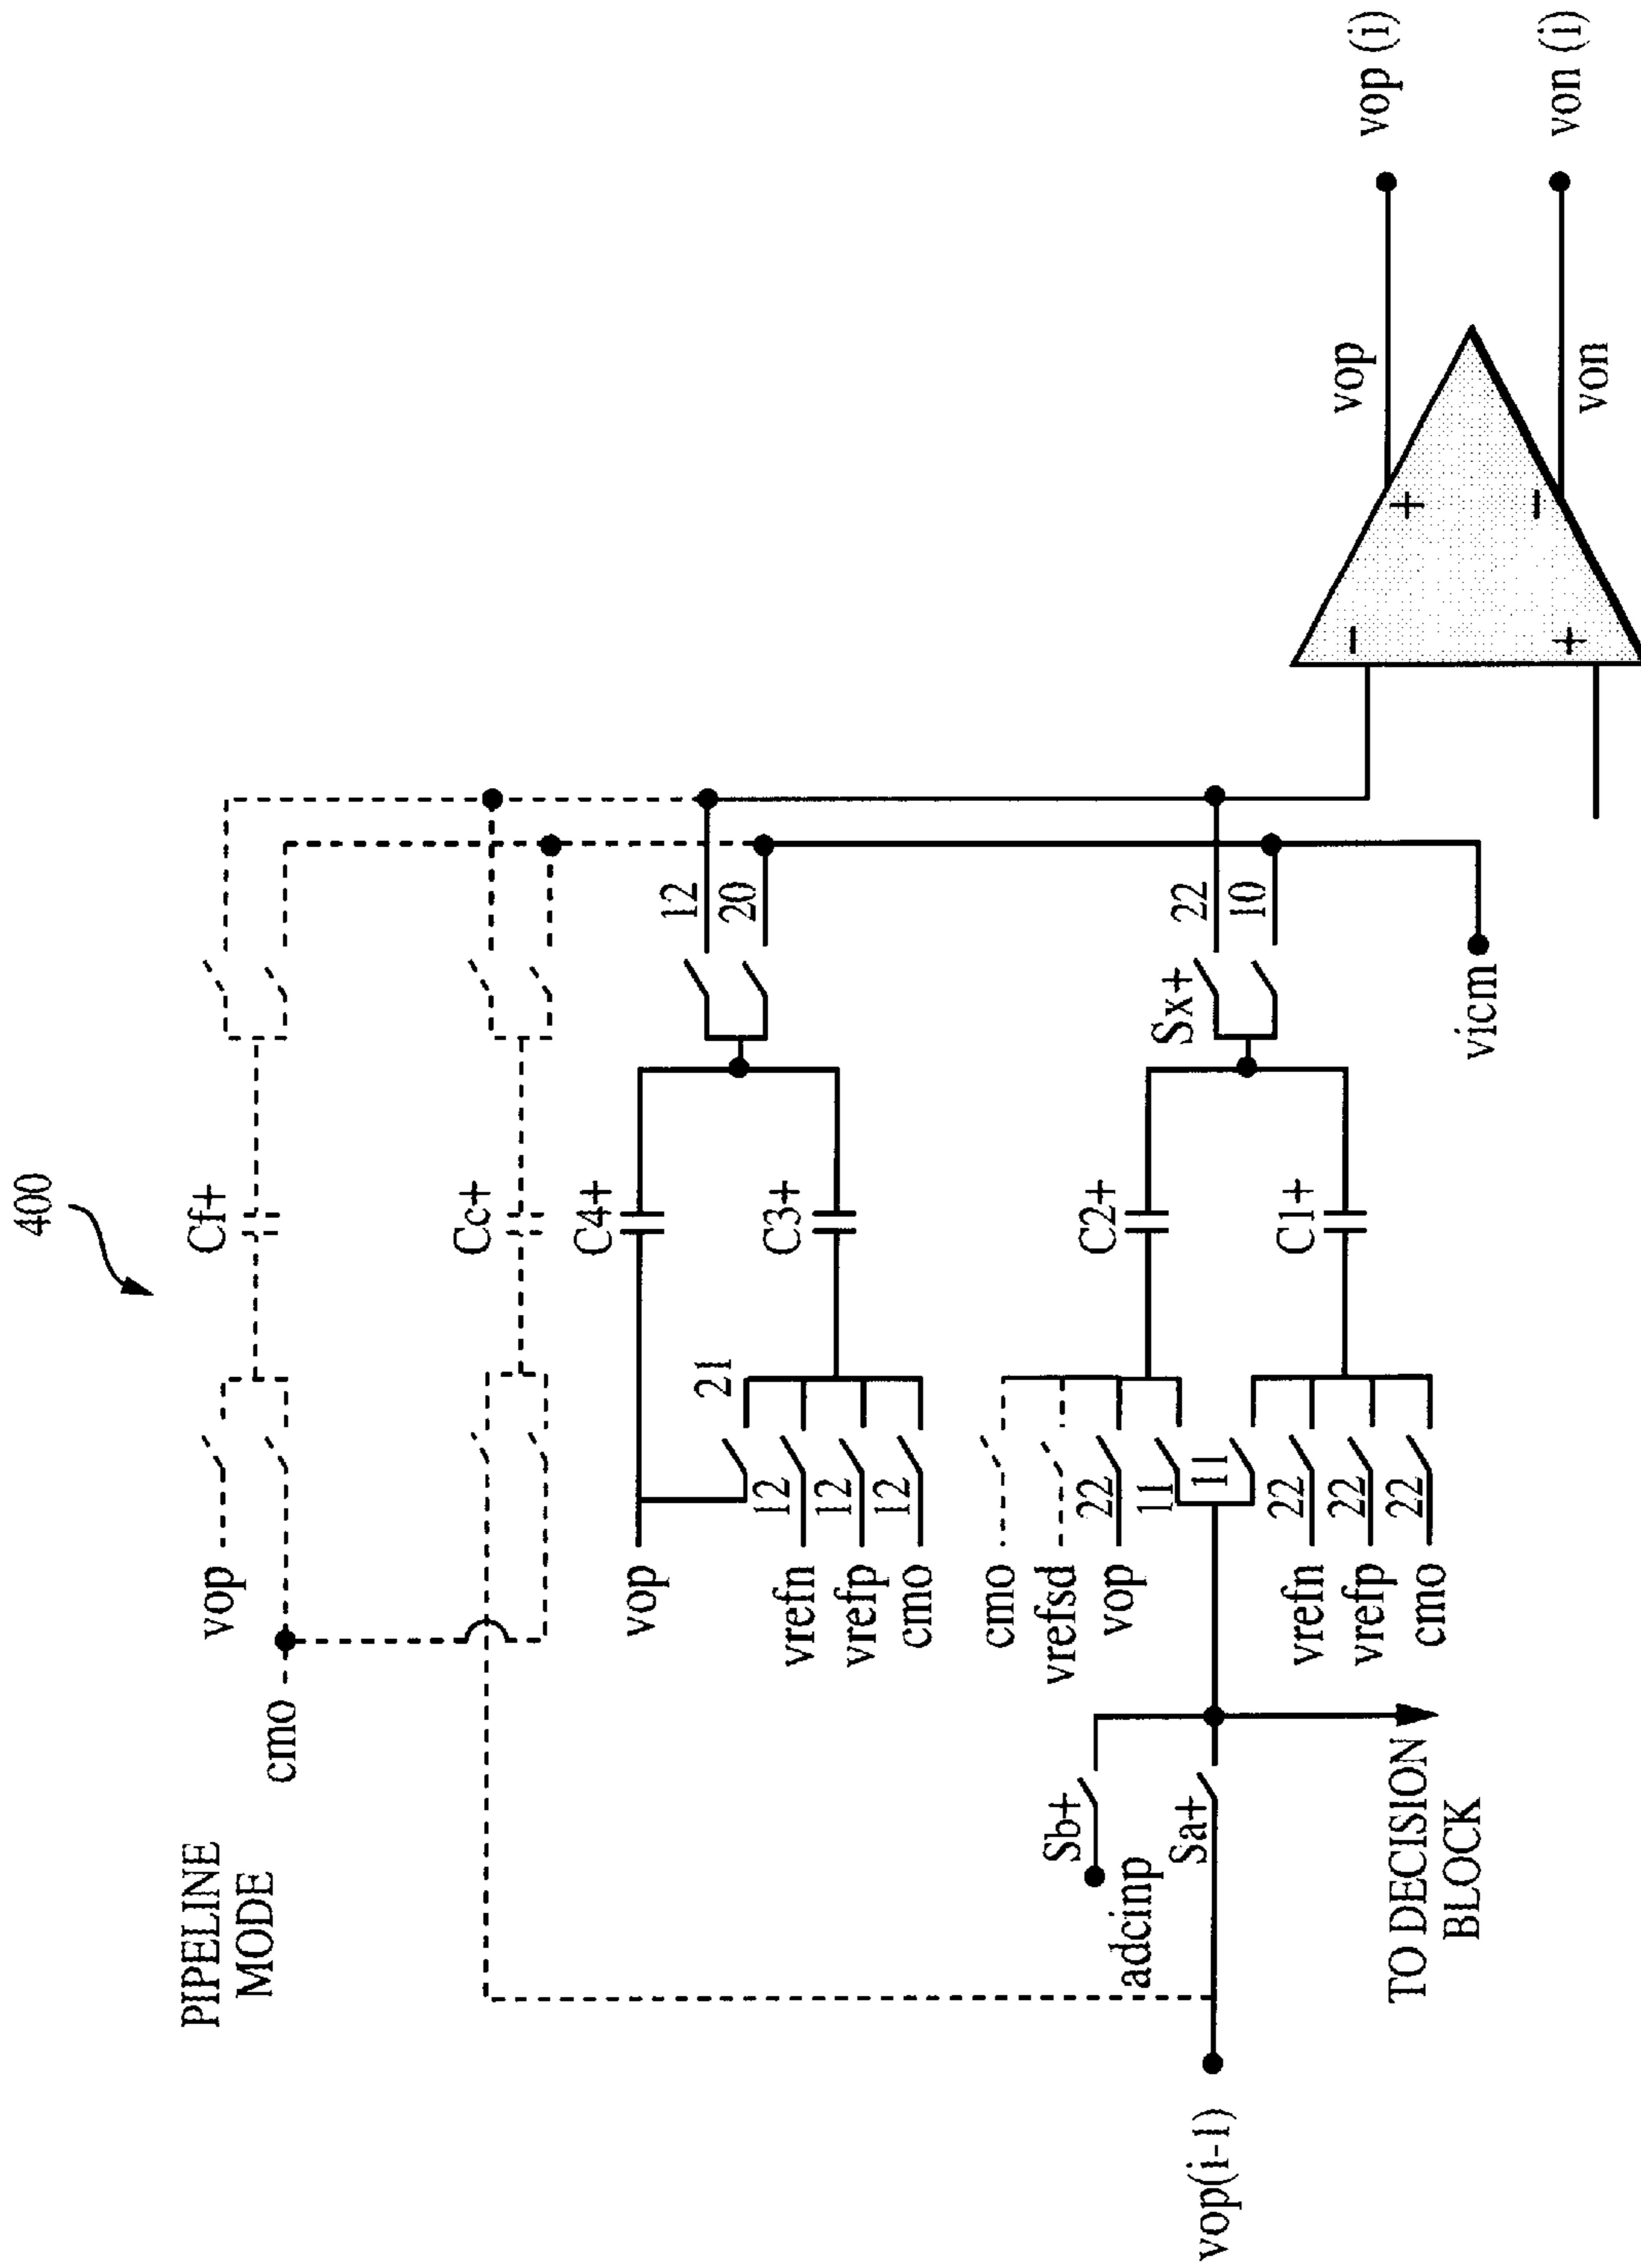 400
PIPELINE
MODE
cmo
vop
Cf+
Cc+
vop
C4+
21
12
vrefn
12
vrefp
12
cmo
C3+
12
20
cmo
vrefsd
22
vop
11
11
C2+
Sx+
22
10
22
vrefn
22
vrefp
22
cmo
C1+
Sb+
adcinp
Sa+
vop(i-1)
TO DECISION
BLOCK
vicm
−
+
+
−
vop
vop (i)
von
von (i)